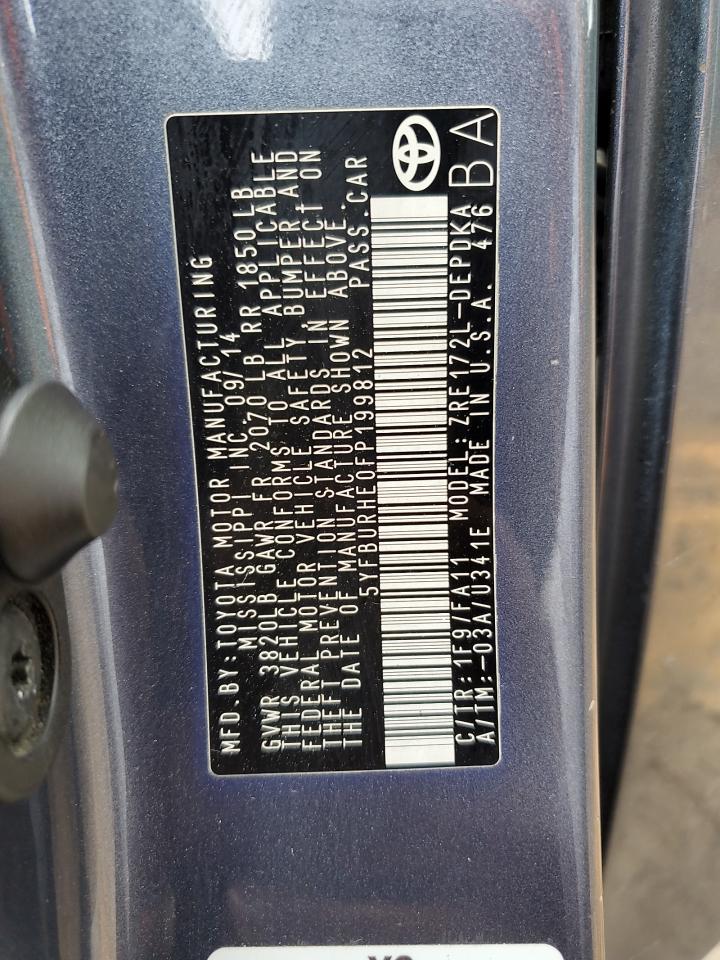 MFD.BY:TOYOTA MOTOR MANUFACTURING
MISSISSIPPI INC 09/14
GVWR 3820LB GAWR FR 2070 LB RR 1850LB
THIS VEHICLE CONFORMS TO ALL APPLICABLE
FEDERAL MOTOR VEHICLE SAFETY, BUMPER, AND
THEFT PREVENTION STANDARDS IN EFFECT ON
THE DATE OF MANUFACTURE SHOWN ABOVE.
5YFBURHE0FP199812 PASS.CAR
C/TR:1F9/FA11 MODEL:ZRE172L-DEPDKA
A/TM:-03A/U341E MADE IN U.S.A. 476
BA